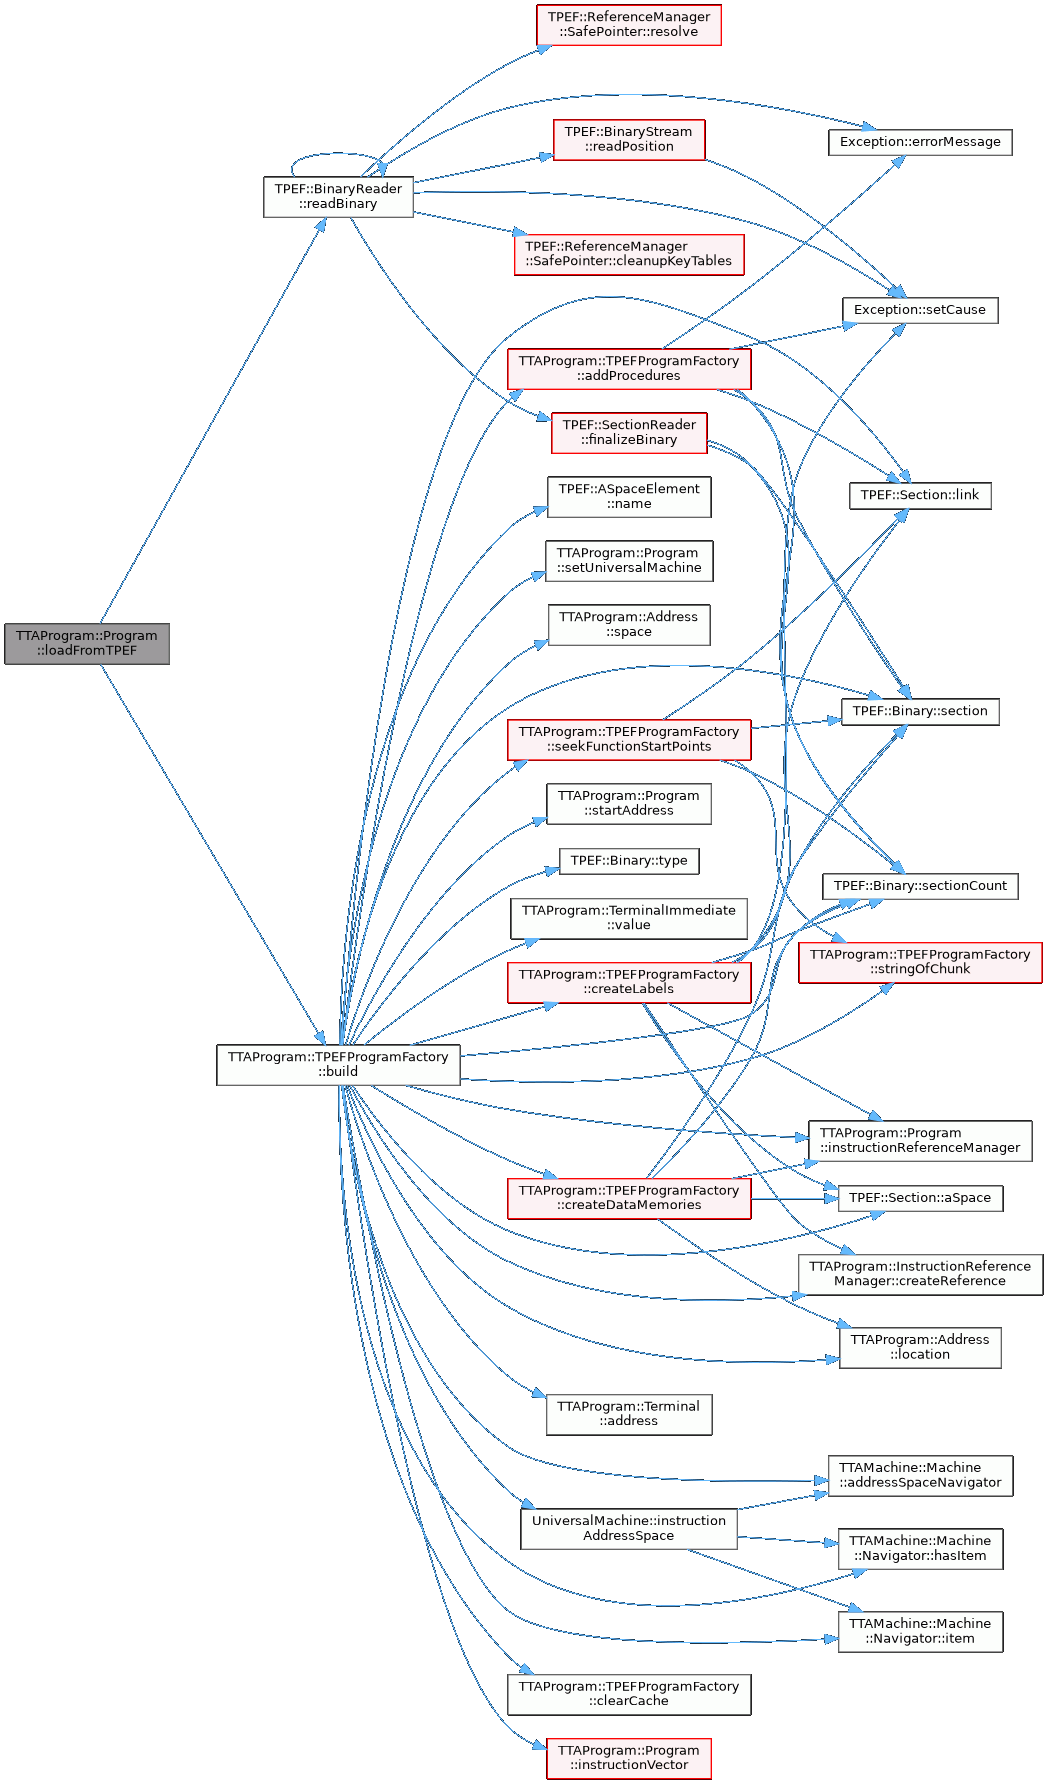 TPEF::ReferenceManager
::SafePointer::resolve
TPEF::BinaryStream
::readPosition
Exception::errorMessage
TPEF::BinaryReader
::readBinary
TPEF::ReferenceManager
::SafePointer::cleanupKeyTables
Exception::setCause
TTAProgram::TPEFProgramFactory
::addProcedures
TPEF::SectionReader
::finalizeBinary
TPEF::ASpaceElement
::name
TPEF::Section::link
TTAProgram::Program
::setUniversalMachine
TTAProgram::Address
::space
TTAProgram::Program
::loadFromTPEF
TPEF::Binary::section
TTAProgram::TPEFProgramFactory
::seekFunctionStartPoints
TTAProgram::Program
::startAddress
TPEF::Binary::type
TPEF::Binary::sectionCount
TTAProgram::TerminalImmediate
::value
TTAProgram::TPEFProgramFactory
::stringOfChunk
TTAProgram::TPEFProgramFactory
::createLabels
TTAProgram::TPEFProgramFactory
::build
TTAProgram::Program
::instructionReferenceManager
TTAProgram::TPEFProgramFactory
::createDataMemories
TPEF::Section::aSpace
TTAProgram::InstructionReference
Manager::createReference
TTAProgram::Address
::location
TTAProgram::Terminal
::address
TTAMachine::Machine
::addressSpaceNavigator
UniversalMachine::instruction
AddressSpace
TTAMachine::Machine
::Navigator::hasItem
TTAMachine::Machine
::Navigator::item
TTAProgram::TPEFProgramFactory
::clearCache
TTAProgram::Program
::instructionVector